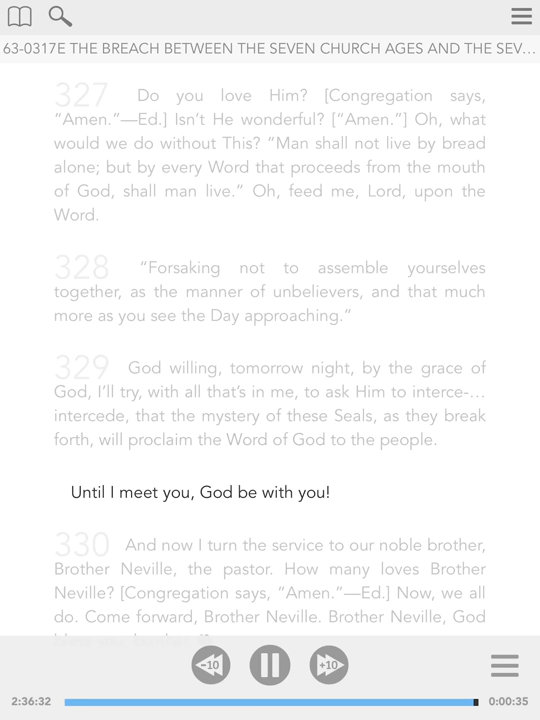 63-0317E THE BREACH BETWEEN THE SEVEN CHURCH AGES AND THE SEV…
327 Do you love Him? [Congregation says,
“Amen.”—Ed.] Isn’t He wonderful? [“Amen.”] Oh, what
would we do without This? “Man shall not live by bread
alone; but by every Word that proceeds from the mouth
of God, shall man live.” Oh, feed me, Lord, upon the
Word.
328 “Forsaking not to assemble yourselves
together, as the manner of unbelievers, and that much
more as you see the Day approaching.”
329 God willing, tomorrow night, by the grace of
God, I’ll try, with all that’s in me, to ask Him to interce-…
intercede, that the mystery of these Seals, as they break
forth, will proclaim the Word of God to the people.
Until I meet you, God be with you!
330 And now I turn the service to our noble brother,
Brother Neville, the pastor. How many loves Brother
Neville? [Congregation says, “Amen.”—Ed.] Now, we all
do. Come forward, Brother Neville. Brother Neville, God
-10
+10
2:36:32
0:00:35